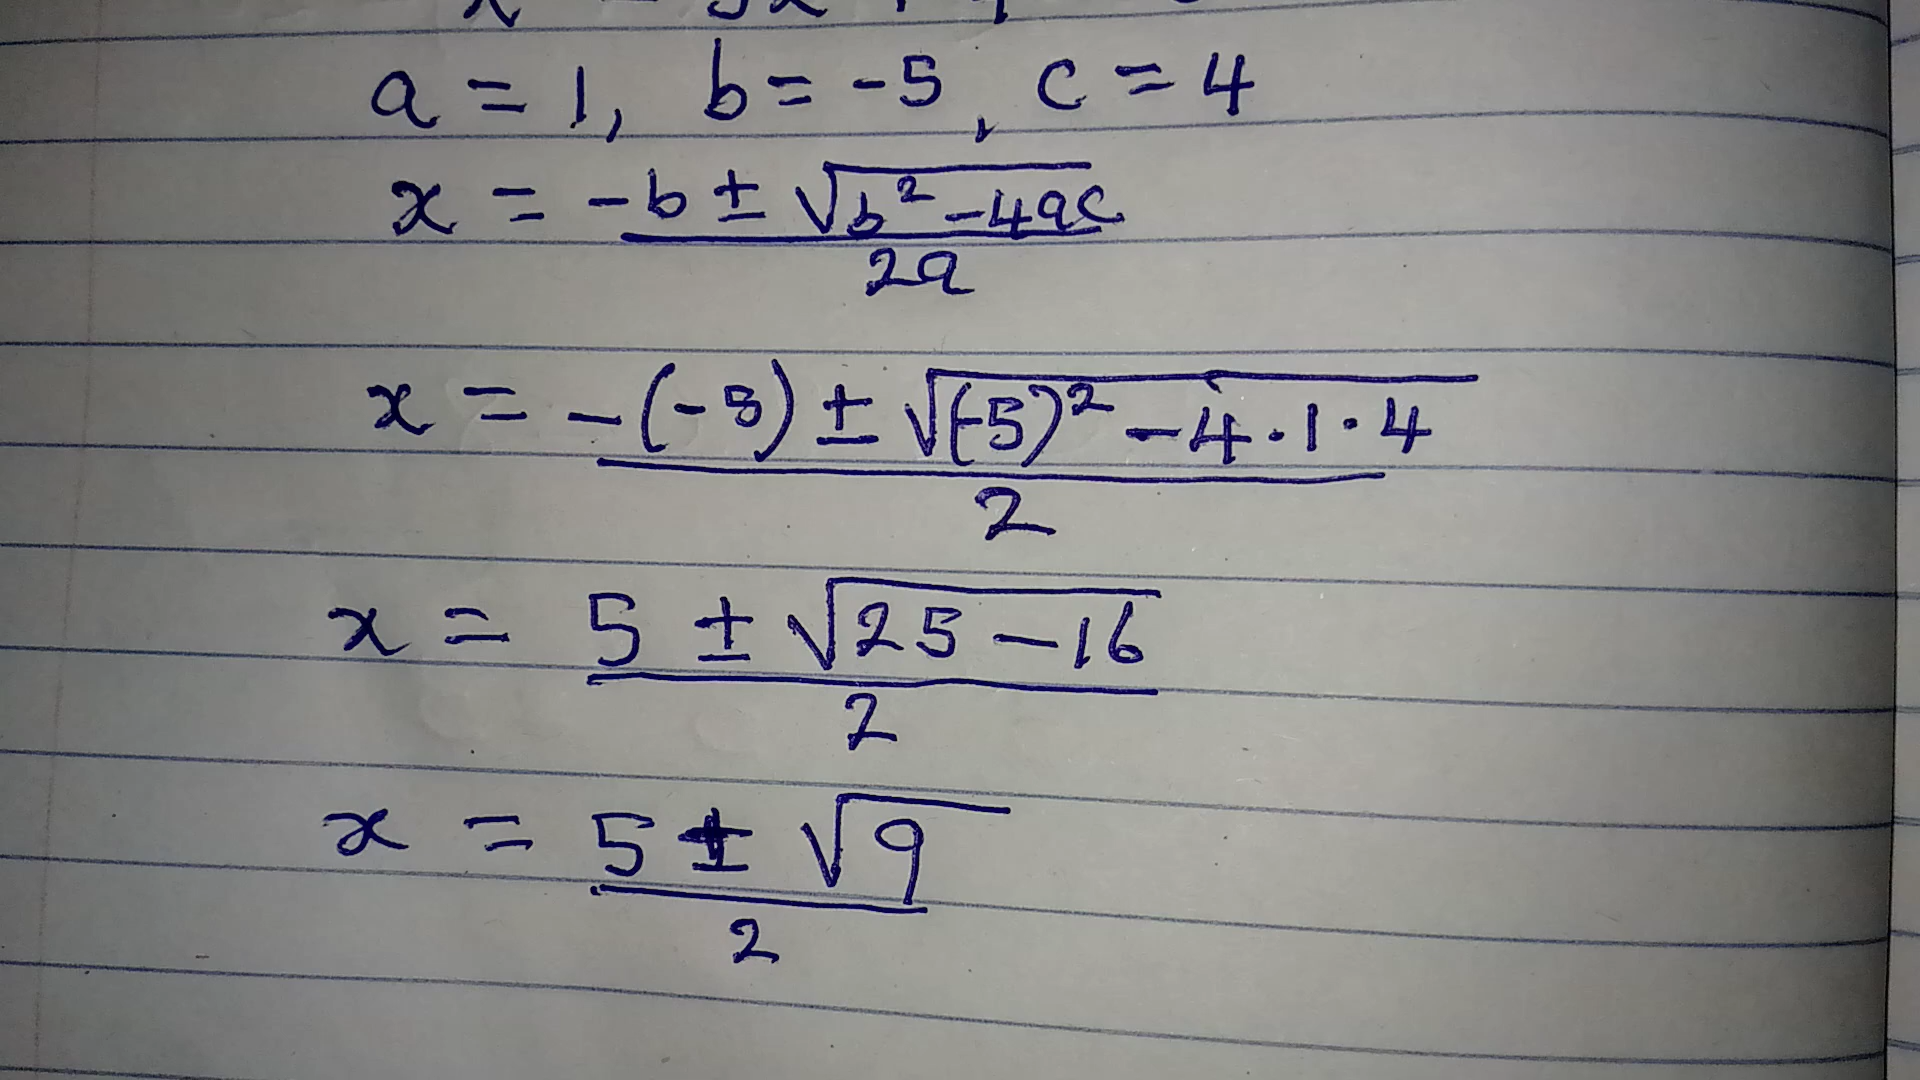 a = 1, b = -5, c = 4
x = -b ± √b² - 4ac
2a
x = -(-5) ± √(-5)² - 4 · 1 · 4
2
x = 5 ± √25 - 16
2
x = 5 ± √9
2